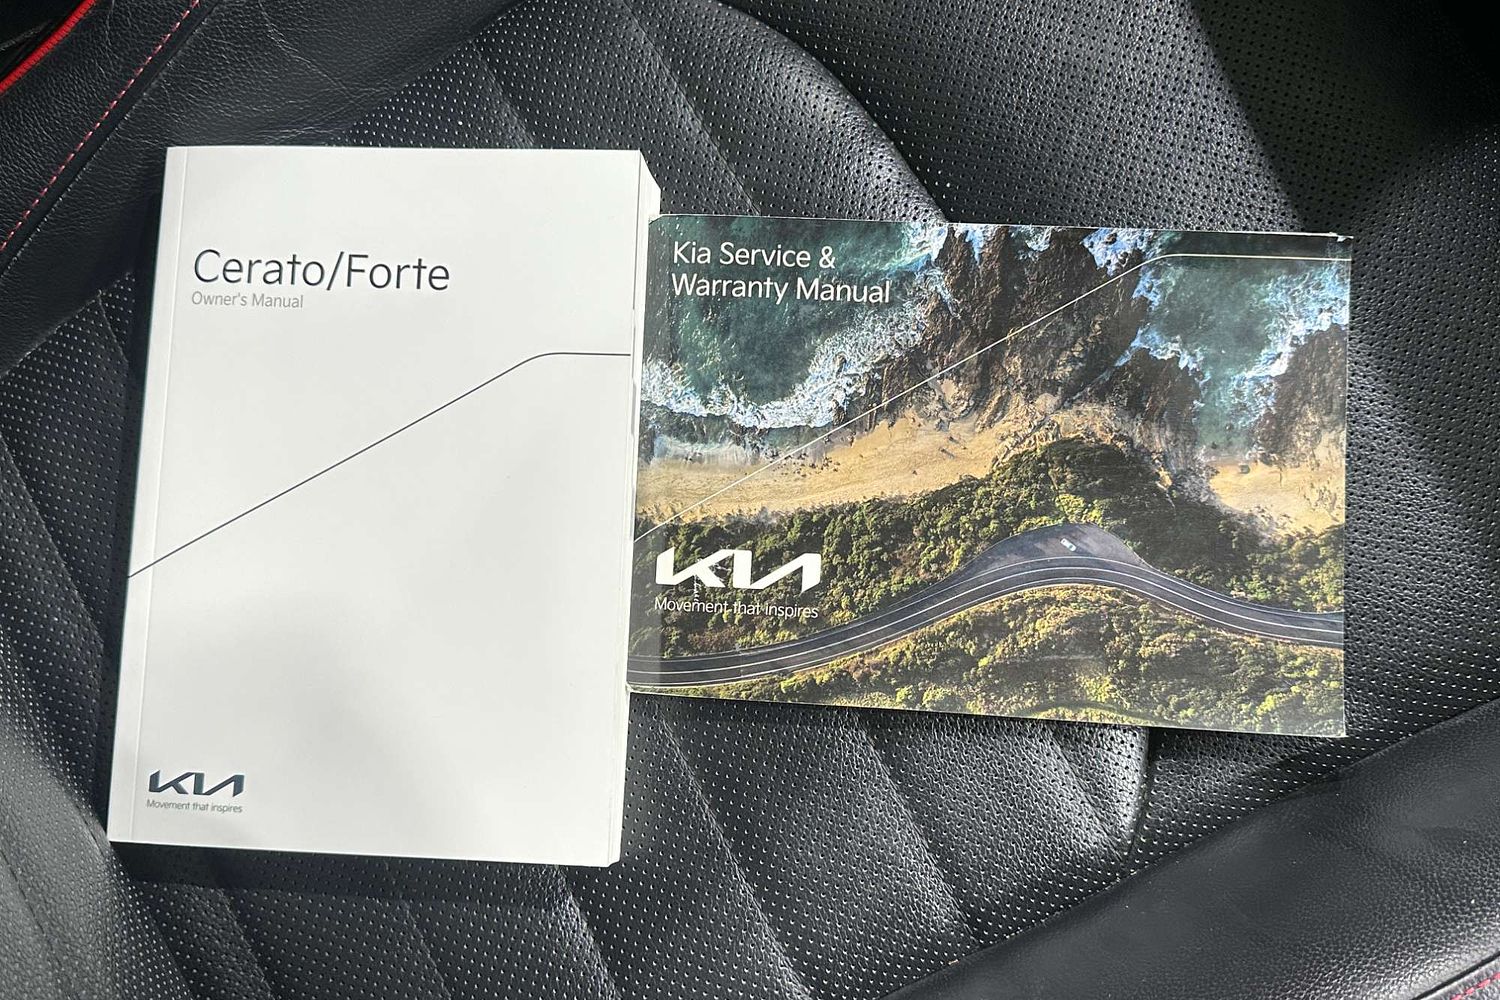 Cerato/Forte
Owner's Manual
KIA
Movement that inspires
Kia Service &
Warranty Manual
KIA
Movement that inspires